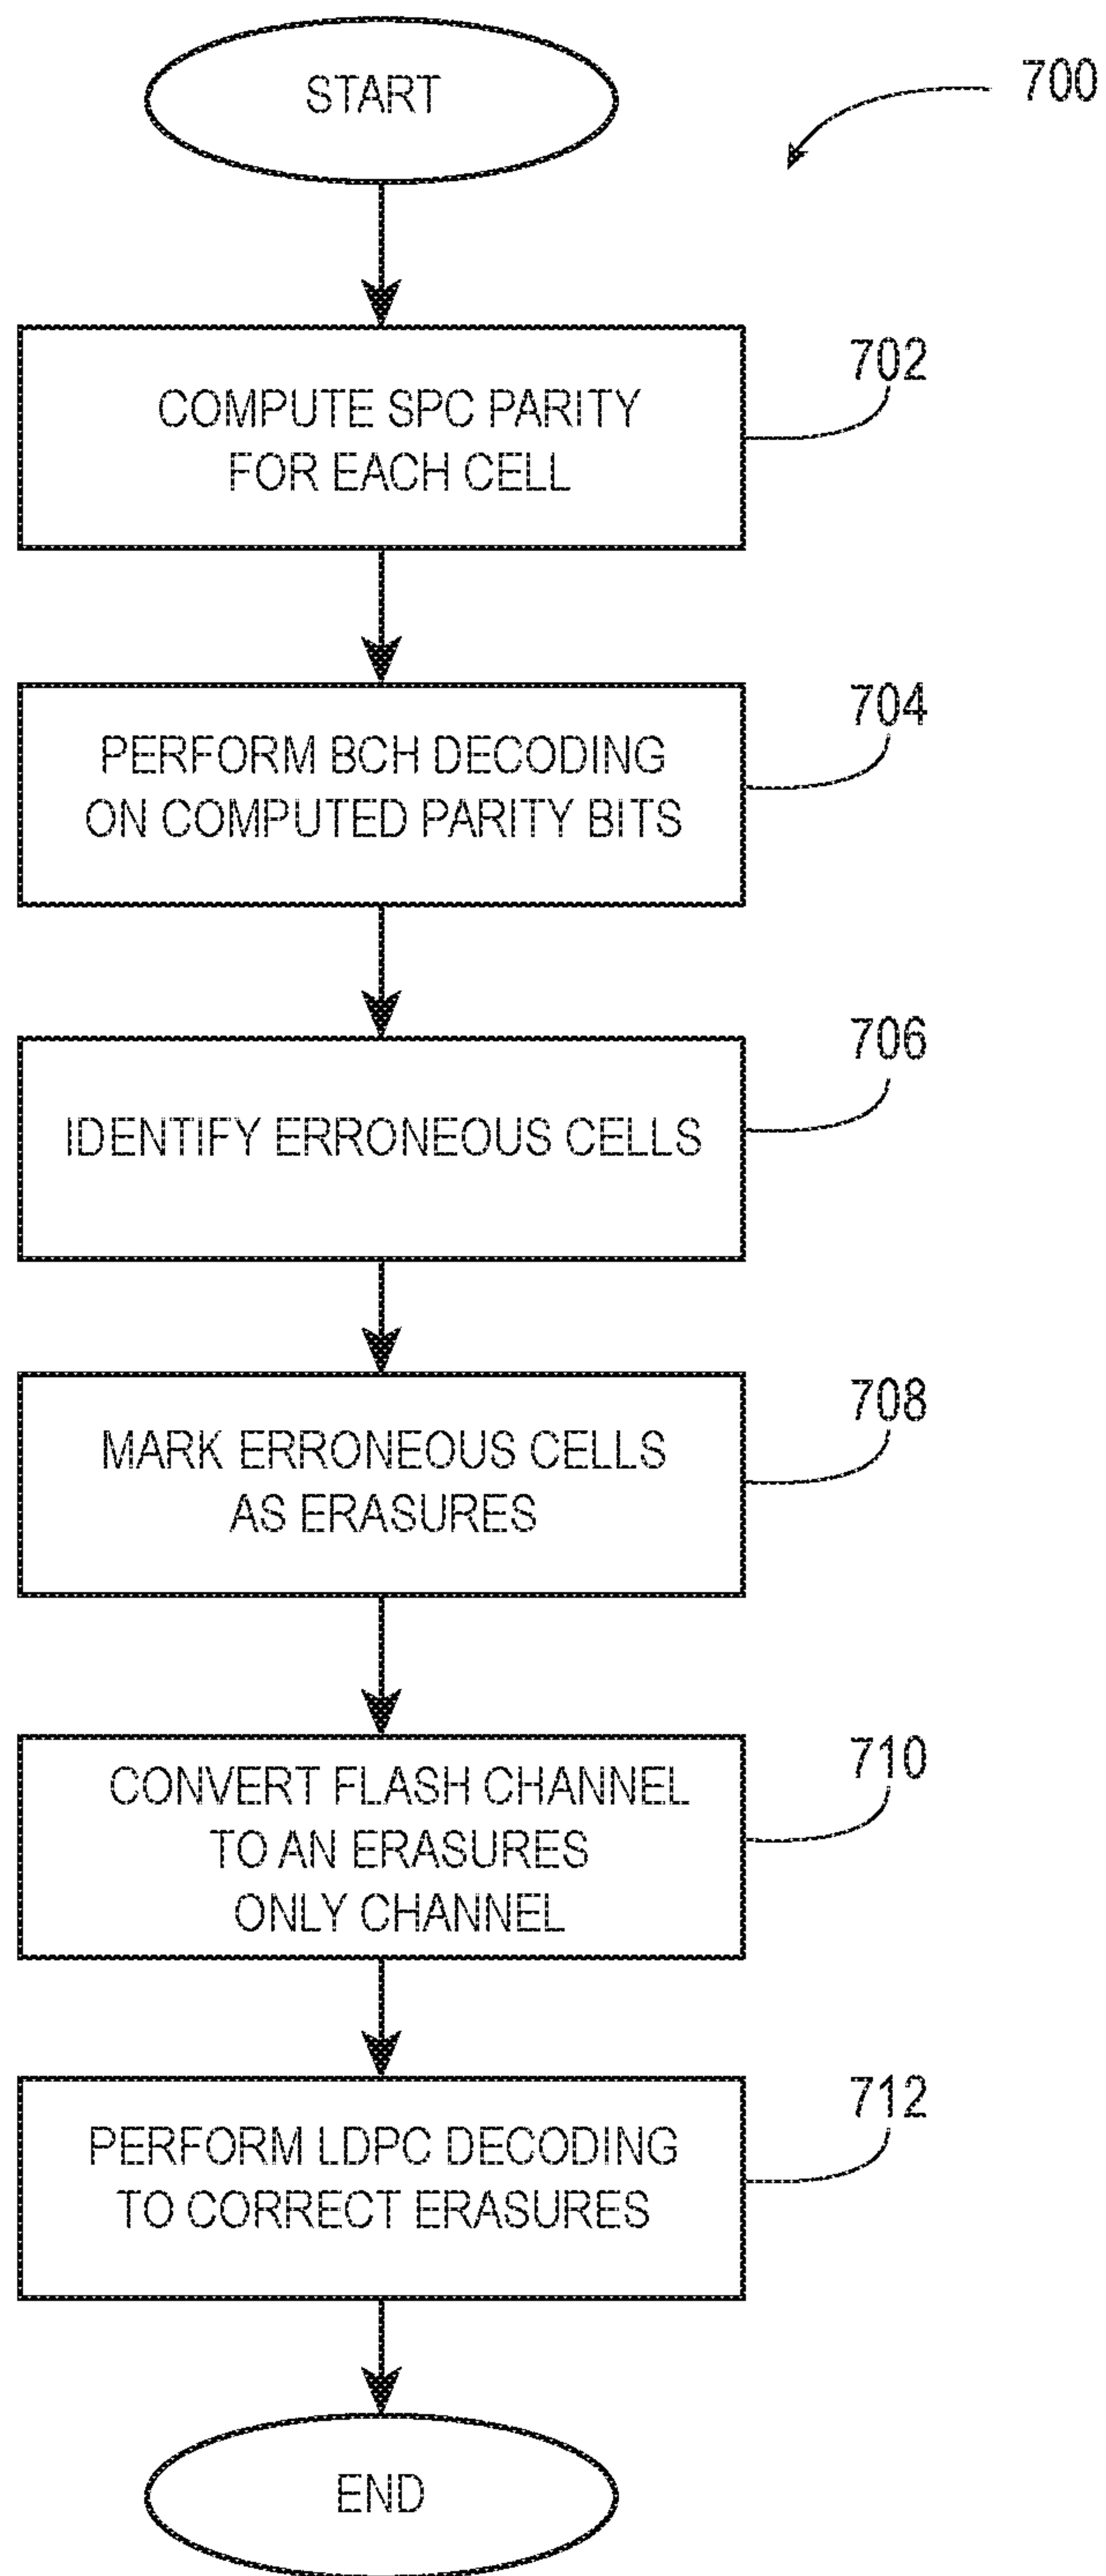 START
700
COMPUTE SPC PARITY
FOR EACH CELL
702
PERFORM BCH DECODING
ON COMPUTED PARITY BITS
704
IDENTIFY ERRONEOUS CELLS
706
MARK ERRONEOUS CELLS
AS ERASURES
708
CONVERT FLASH CHANNEL
TO AN ERASURES
ONLY CHANNEL
710
PERFORM LDPC DECODING
TO CORRECT ERASURES
712
END